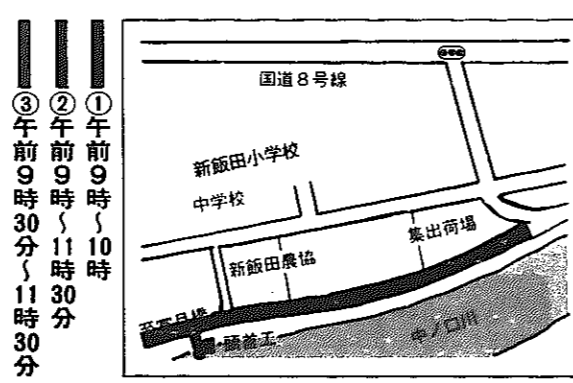 ①午前9時～10時
②午前9時～11時30分
③午前9時30分～11時30分
国道8号線
新飯田小学校
中学校
集出荷場
新飯田農協
頭首工
中ノ口川